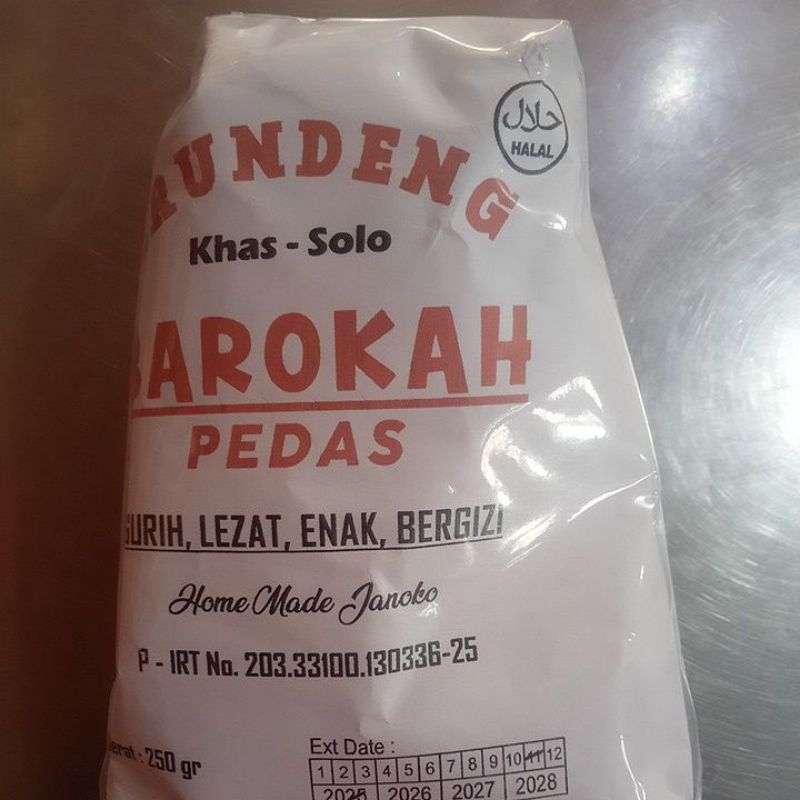 حلال
HALAL
RUNDENG
Khas - Solo
BAROKAH
PEDAS
GURIH, LEZAT, ENAK, BERGIZI
Home Made Janoko
P - IRT No. 203.33100.130336-25
Berat : 250 gr
Ext Date :
1 2 3 4 5 6 7 8 9 10 11 12
2025 2026 2027 2028